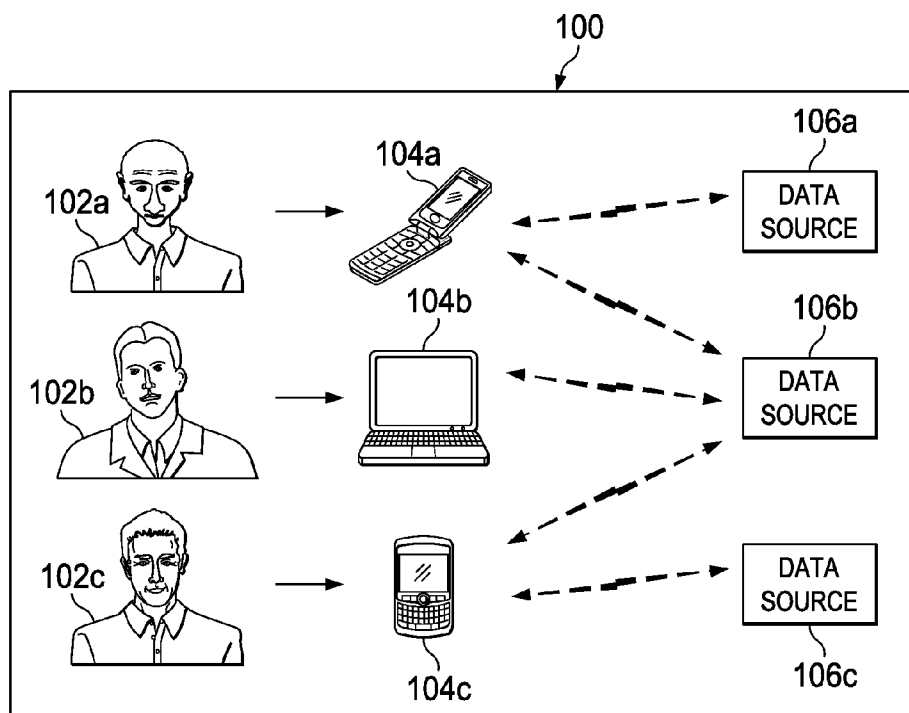 100
106a
104a
102a
DATA
SOURCE
104b
106b
102b
DATA
SOURCE
102c
DATA
SOURCE
104c
106c